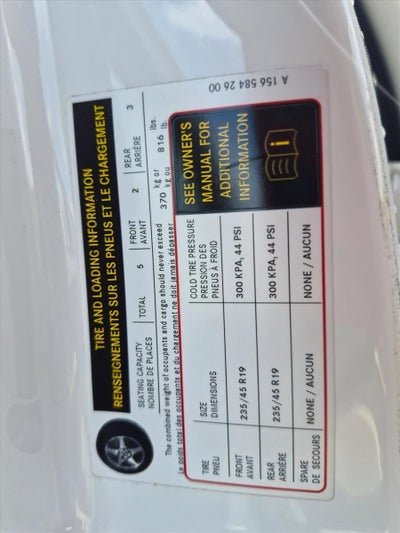 TIRE AND LOADING INFORMATION
RENSEIGNEMENTS SUR LES PNEUS ET LE CHARGEMENT
SEATING CAPACITY
NOMBRE DE PLACES
TOTAL 5
FRONT
AVANT
2
REAR
ARRIÈRE
3
The combined weight of occupants and cargo should never exceed 370 kg or 816 lbs.
Le poids total des occupants et du chargement ne doit jamais dépasser kg ou lb.
TIRE
PNEU
SIZE
DIMENSIONS
COLD TIRE PRESSURE
PRESSION DES
PNEUS À FROID
FRONT
AVANT
235/45 R19
300 KPA, 44 PSI
REAR
ARRIÈRE
235/45 R19
300 KPA, 44 PSI
SPARE
DE SECOURS
NONE / AUCUN
NONE / AUCUN
SEE OWNER'S
MANUAL FOR
ADDITIONAL
INFORMATION
A 156 584 26 00